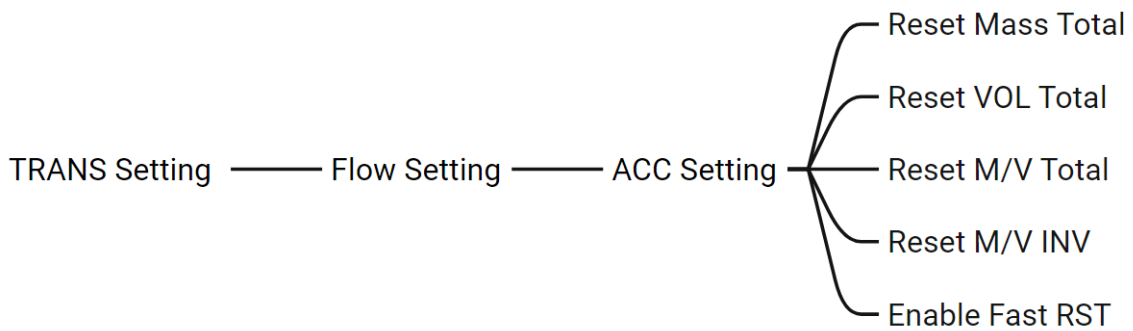 TRANS Setting
Flow Setting
ACC Setting
Reset Mass Total
Reset VOL Total
Reset M/V Total
Reset M/V INV
Enable Fast RST